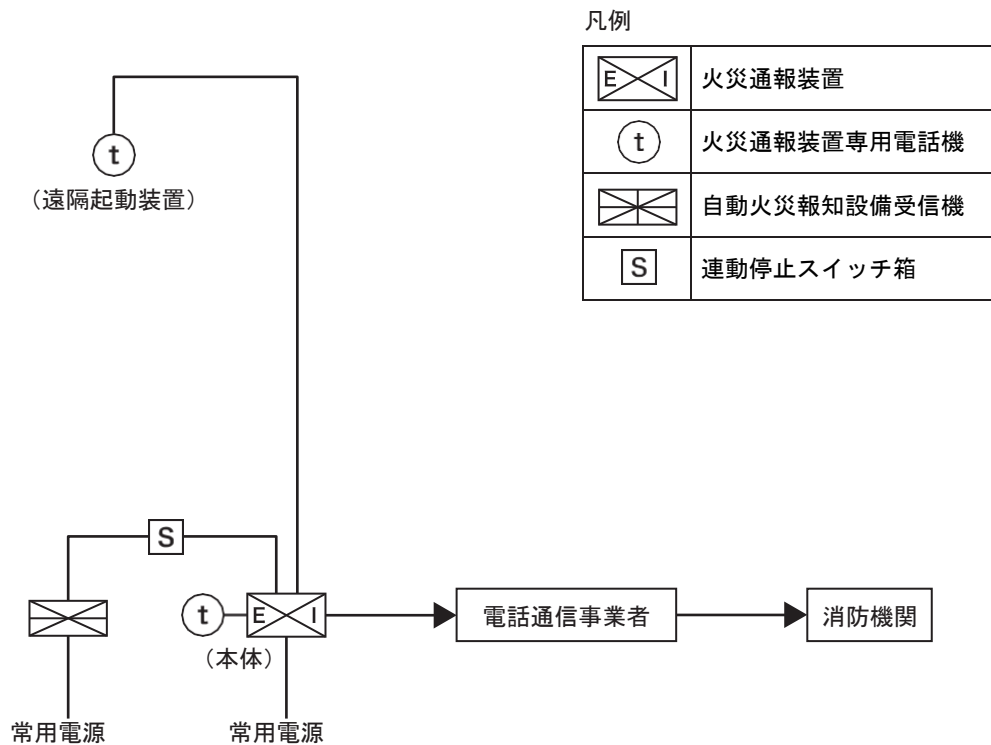 凡例
E I 火災通報装置
t 火災通報装置専用電話機
自動火災報知設備受信機
S 連動停止スイッチ箱
t
（遠隔起動装置）
S
t E I 電話通信事業者 消防機関
（本体）
常用電源 常用電源